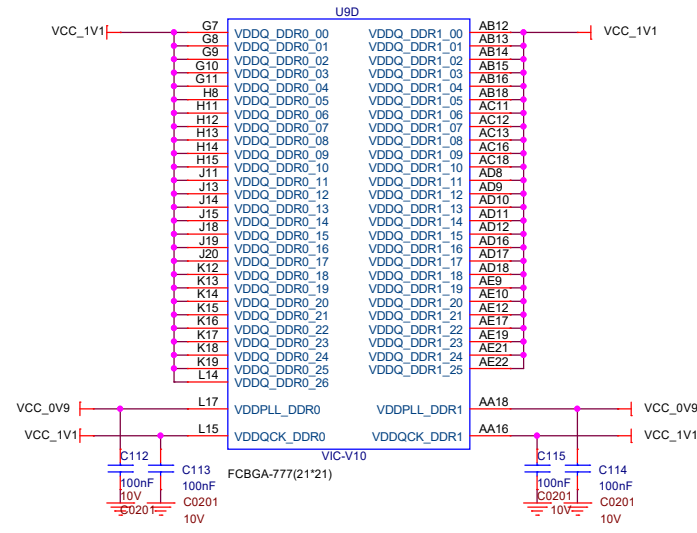 U9D
VCC_1V1 G7 VDDQ_DDR0_00 VDDQ_DDR1_00 AB12 VCC_1V1
G8 VDDQ_DDR0_01 VDDQ_DDR1_01 AB13
G9 VDDQ_DDR0_02 VDDQ_DDR1_02 AB14
G10 VDDQ_DDR0_03 VDDQ_DDR1_03 AB15
G11 VDDQ_DDR0_04 VDDQ_DDR1_04 AB16
H8 VDDQ_DDR0_05 VDDQ_DDR1_05 AB18
H11 VDDQ_DDR0_06 VDDQ_DDR1_06 AC11
H12 VDDQ_DDR0_07 VDDQ_DDR1_07 AC12
H13 VDDQ_DDR0_08 VDDQ_DDR1_08 AC13
H14 VDDQ_DDR0_09 VDDQ_DDR1_09 AC16
H15 VDDQ_DDR0_10 VDDQ_DDR1_10 AC18
J11 VDDQ_DDR0_11 VDDQ_DDR1_11 AD8
J13 VDDQ_DDR0_12 VDDQ_DDR1_12 AD9
J14 VDDQ_DDR0_13 VDDQ_DDR1_13 AD10
J15 VDDQ_DDR0_14 VDDQ_DDR1_14 AD11
J18 VDDQ_DDR0_15 VDDQ_DDR1_15 AD12
J19 VDDQ_DDR0_16 VDDQ_DDR1_16 AD16
J20 VDDQ_DDR0_17 VDDQ_DDR1_17 AD17
K12 VDDQ_DDR0_18 VDDQ_DDR1_18 AD18
K13 VDDQ_DDR0_19 VDDQ_DDR1_19 AE9
K14 VDDQ_DDR0_20 VDDQ_DDR1_20 AE10
K15 VDDQ_DDR0_21 VDDQ_DDR1_21 AE12
K16 VDDQ_DDR0_22 VDDQ_DDR1_22 AE17
K17 VDDQ_DDR0_23 VDDQ_DDR1_23 AE19
K18 VDDQ_DDR0_24 VDDQ_DDR1_24 AE21
K19 VDDQ_DDR0_25 VDDQ_DDR1_25 AE22
L14 VDDQ_DDR0_26
VCC_0V9 L17 VDDPLL_DDR0 VDDPLL_DDR1 AA18 VCC_0V9
VCC_1V1 L15 VDDQCK_DDR0 VDDQCK_DDR1 AA16 VCC_1V1
VIC-V10
FCBGA-777(21*21)
C112
100nF
10V
C0201
C113
100nF
C0201
10V
C115
100nF
C0201
10V
C114
100nF
C0201
10V